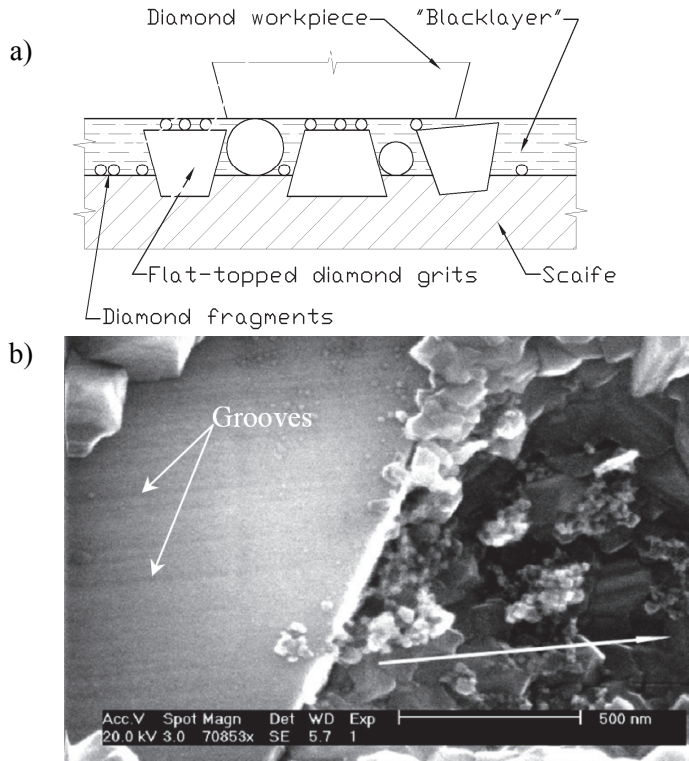 a)
Diamond workpiece
"Blacklayer"
Flat-topped diamond grits
Scaife
Diamond fragments
b)
Grooves
Acc.V Spot Magn Det WD Exp 500 nm
20.0 kV 3.0 70853x SE 5.7 1